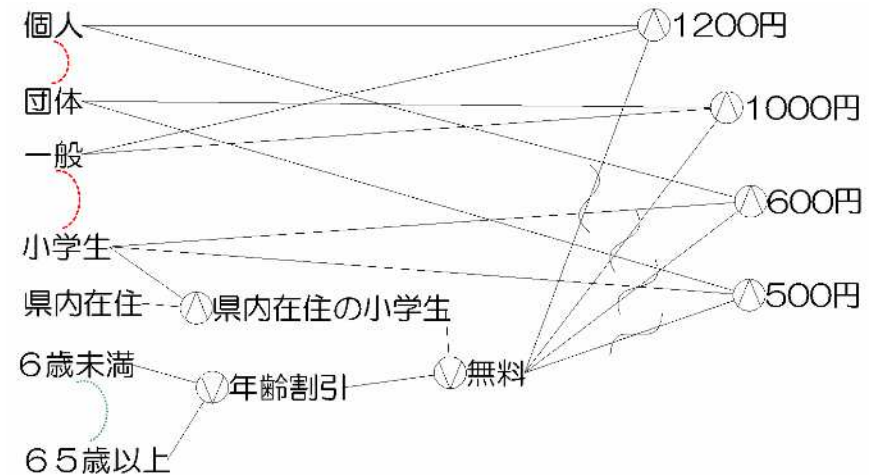 個人
1200円
団体
1000円
一般
600円
小学生
500円
県内在住
県内在住の小学生
6歳未満
年齢割引
無料
65歳以上